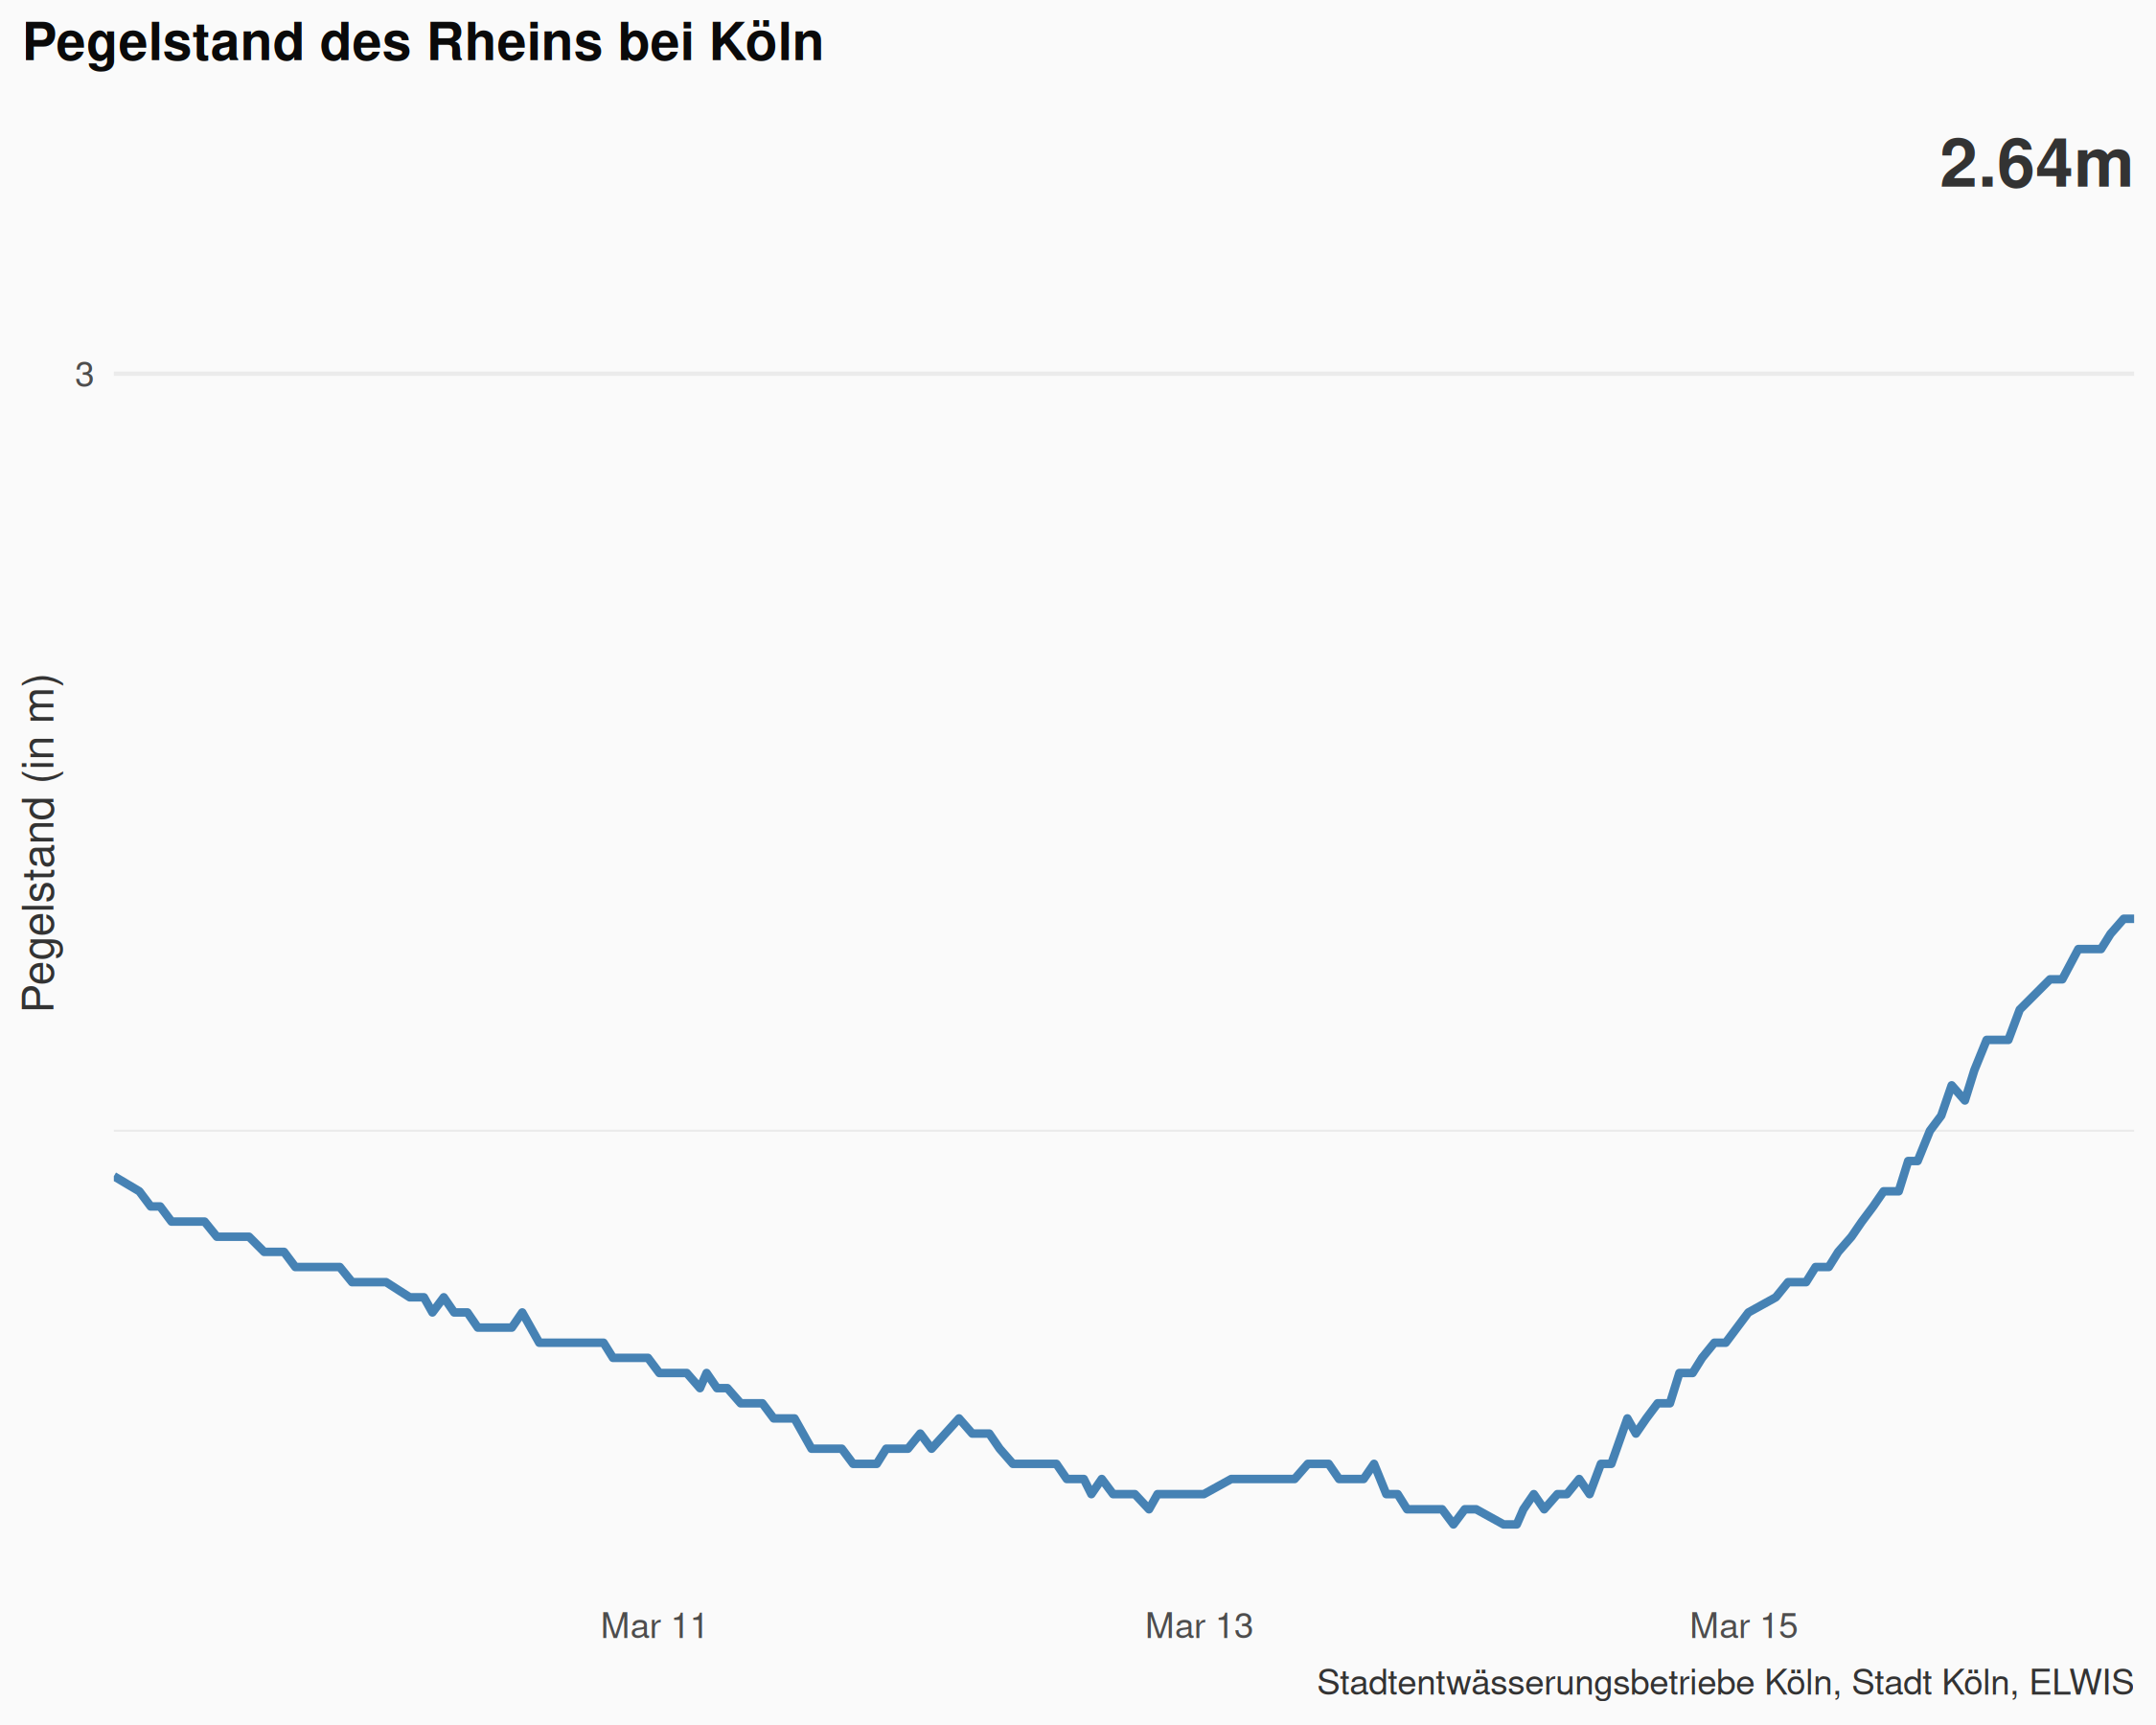 Pegelstand des Rheins bei Köln
2.64m
3
Pegelstand (in m)
Mar 11
Mar 13
Mar 15
Stadtentwässerungsbetriebe Köln, Stadt Köln, ELWIS